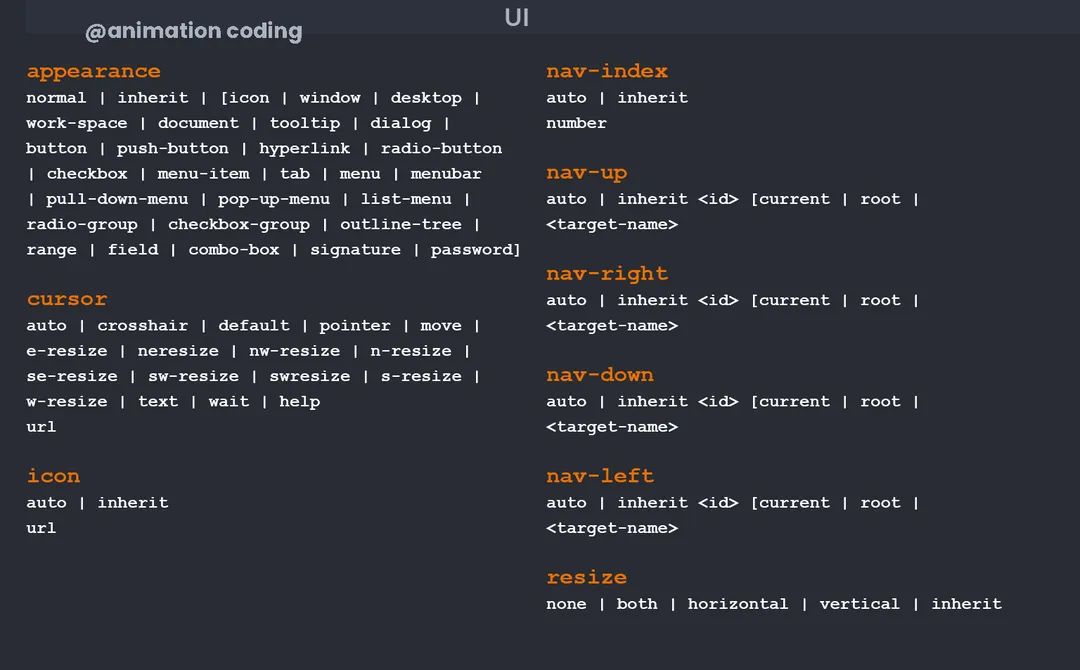 UI
@animation coding
appearance
normal | inherit | [icon | window | desktop |
work-space | document | tooltip | dialog |
button | push-button | hyperlink | radio-button
| checkbox | menu-item | tab | menu | menubar
| pull-down-menu | pop-up-menu | list-menu |
radio-group | checkbox-group | outline-tree |
range | field | combo-box | signature | password]
cursor
auto | crosshair | default | pointer | move |
e-resize | neresize | nw-resize | n-resize |
se-resize | sw-resize | swresize | s-resize |
w-resize | text | wait | help
url
icon
auto | inherit
url
nav-index
auto | inherit
number
nav-up
auto | inherit <id> [current | root |
<target-name>
nav-right
auto | inherit <id> [current | root |
<target-name>
nav-down
auto | inherit <id> [current | root |
<target-name>
nav-left
auto | inherit <id> [current | root |
<target-name>
resize
none | both | horizontal | vertical | inherit